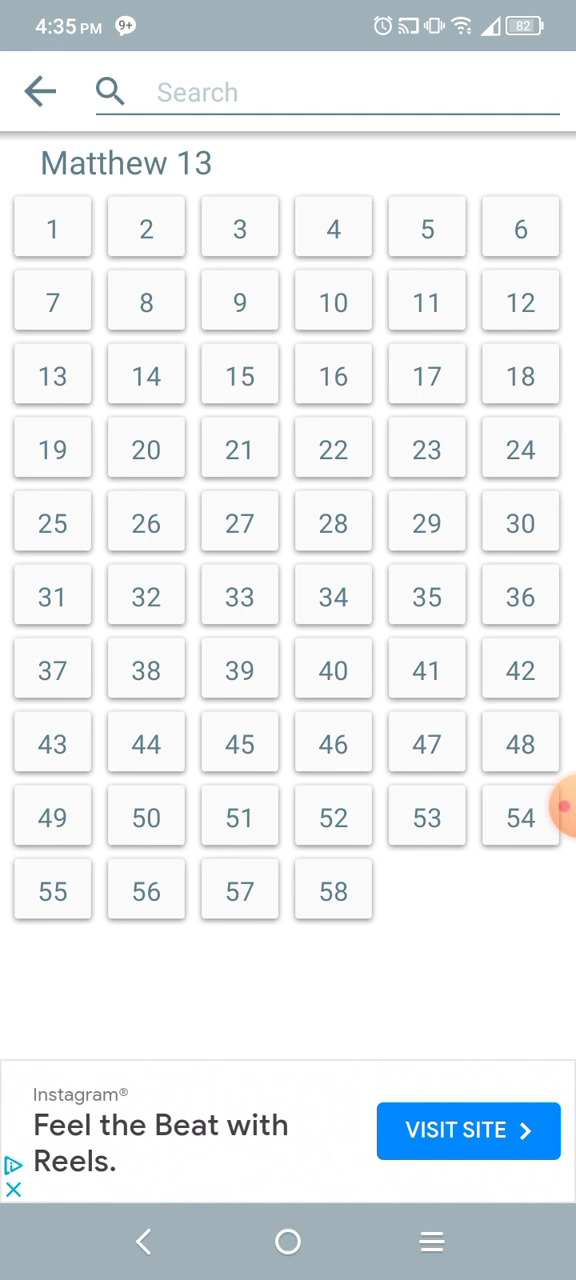 4:35 PM 9+ 82
Search
Matthew 13
1 2 3 4 5 6
7 8 9 10 11 12
13 14 15 16 17 18
19 20 21 22 23 24
25 26 27 28 29 30
31 32 33 34 35 36
37 38 39 40 41 42
43 44 45 46 47 48
49 50 51 52 53 54
55 56 57 58
Instagram®
Feel the Beat with
Reels.
VISIT SITE